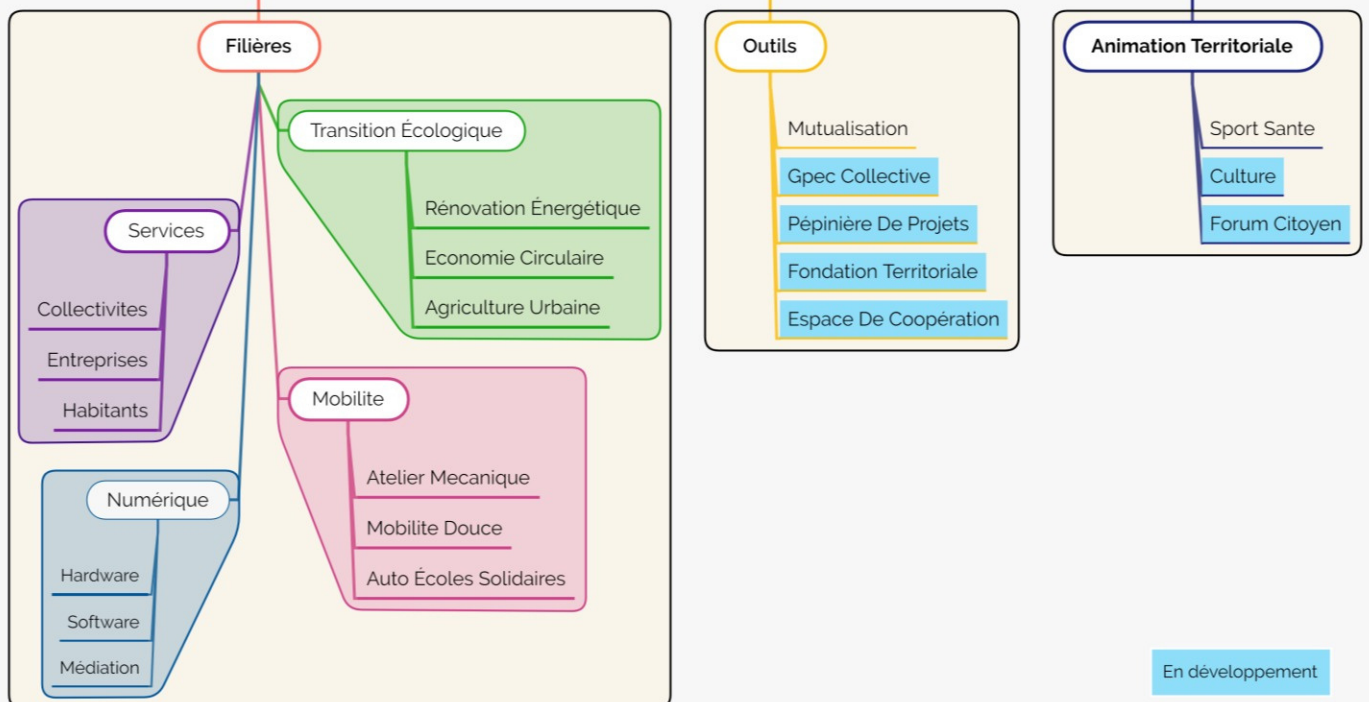 Filières
Transition Écologique
Rénovation Énergétique
Economie Circulaire
Agriculture Urbaine
Services
Collectivites
Entreprises
Habitants
Mobilite
Atelier Mecanique
Mobilite Douce
Auto Écoles Solidaires
Numérique
Hardware
Software
Médiation
Outils
Mutualisation
Gpec Collective
Pépinière De Projets
Fondation Territoriale
Espace De Coopération
Animation Territoriale
Sport Sante
Culture
Forum Citoyen
En développement